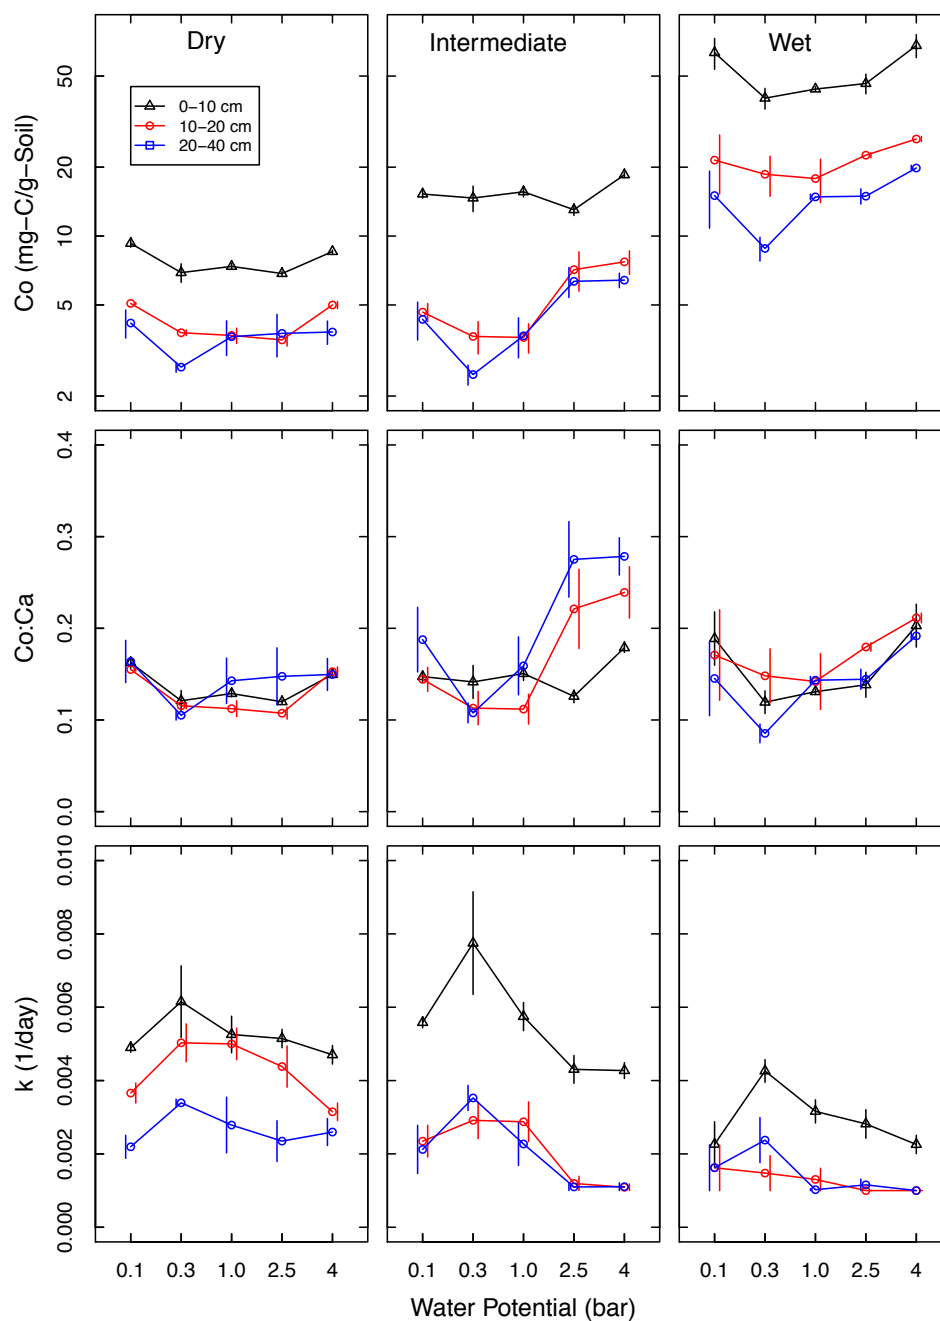 Dry
Intermediate
Wet
0−10 cm
10−20 cm
20−40 cm
Co (mg−C/g−Soil)
50
20
10
5
2
Co:Ca
0.4
0.3
0.2
0.1
0.0
k (1/day)
0.010
0.008
0.006
0.004
0.002
0.000
0.1 0.3 1.0 2.5 4
0.1 0.3 1.0 2.5 4
0.1 0.3 1.0 2.5 4
Water Potential (bar)